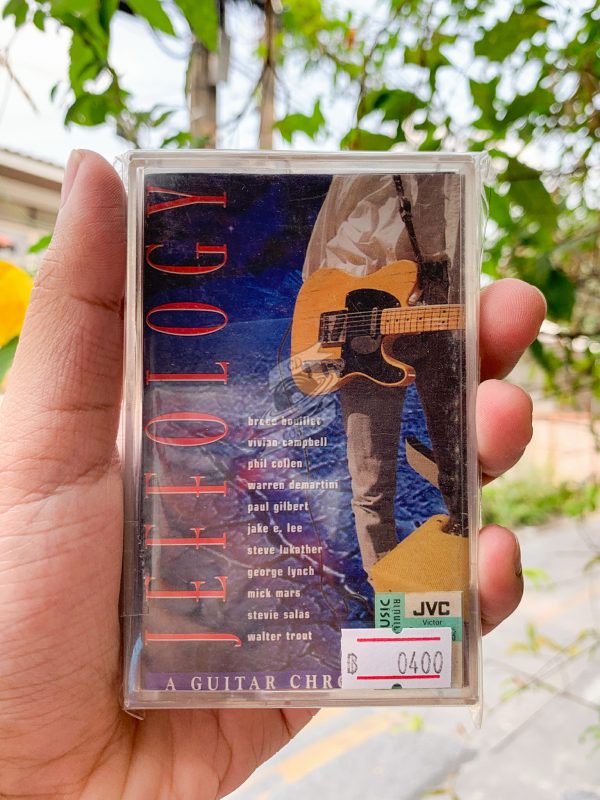 JEFFOLOGY
bruce bouillet
vivian campbell
phil collen
warren demartini
paul gilbert
jake e. lee
steve lukather
george lynch
mick mars
stevie salas
walter trout
A GUITAR CHRO
USIC
JVC
Victor
฿ 0400